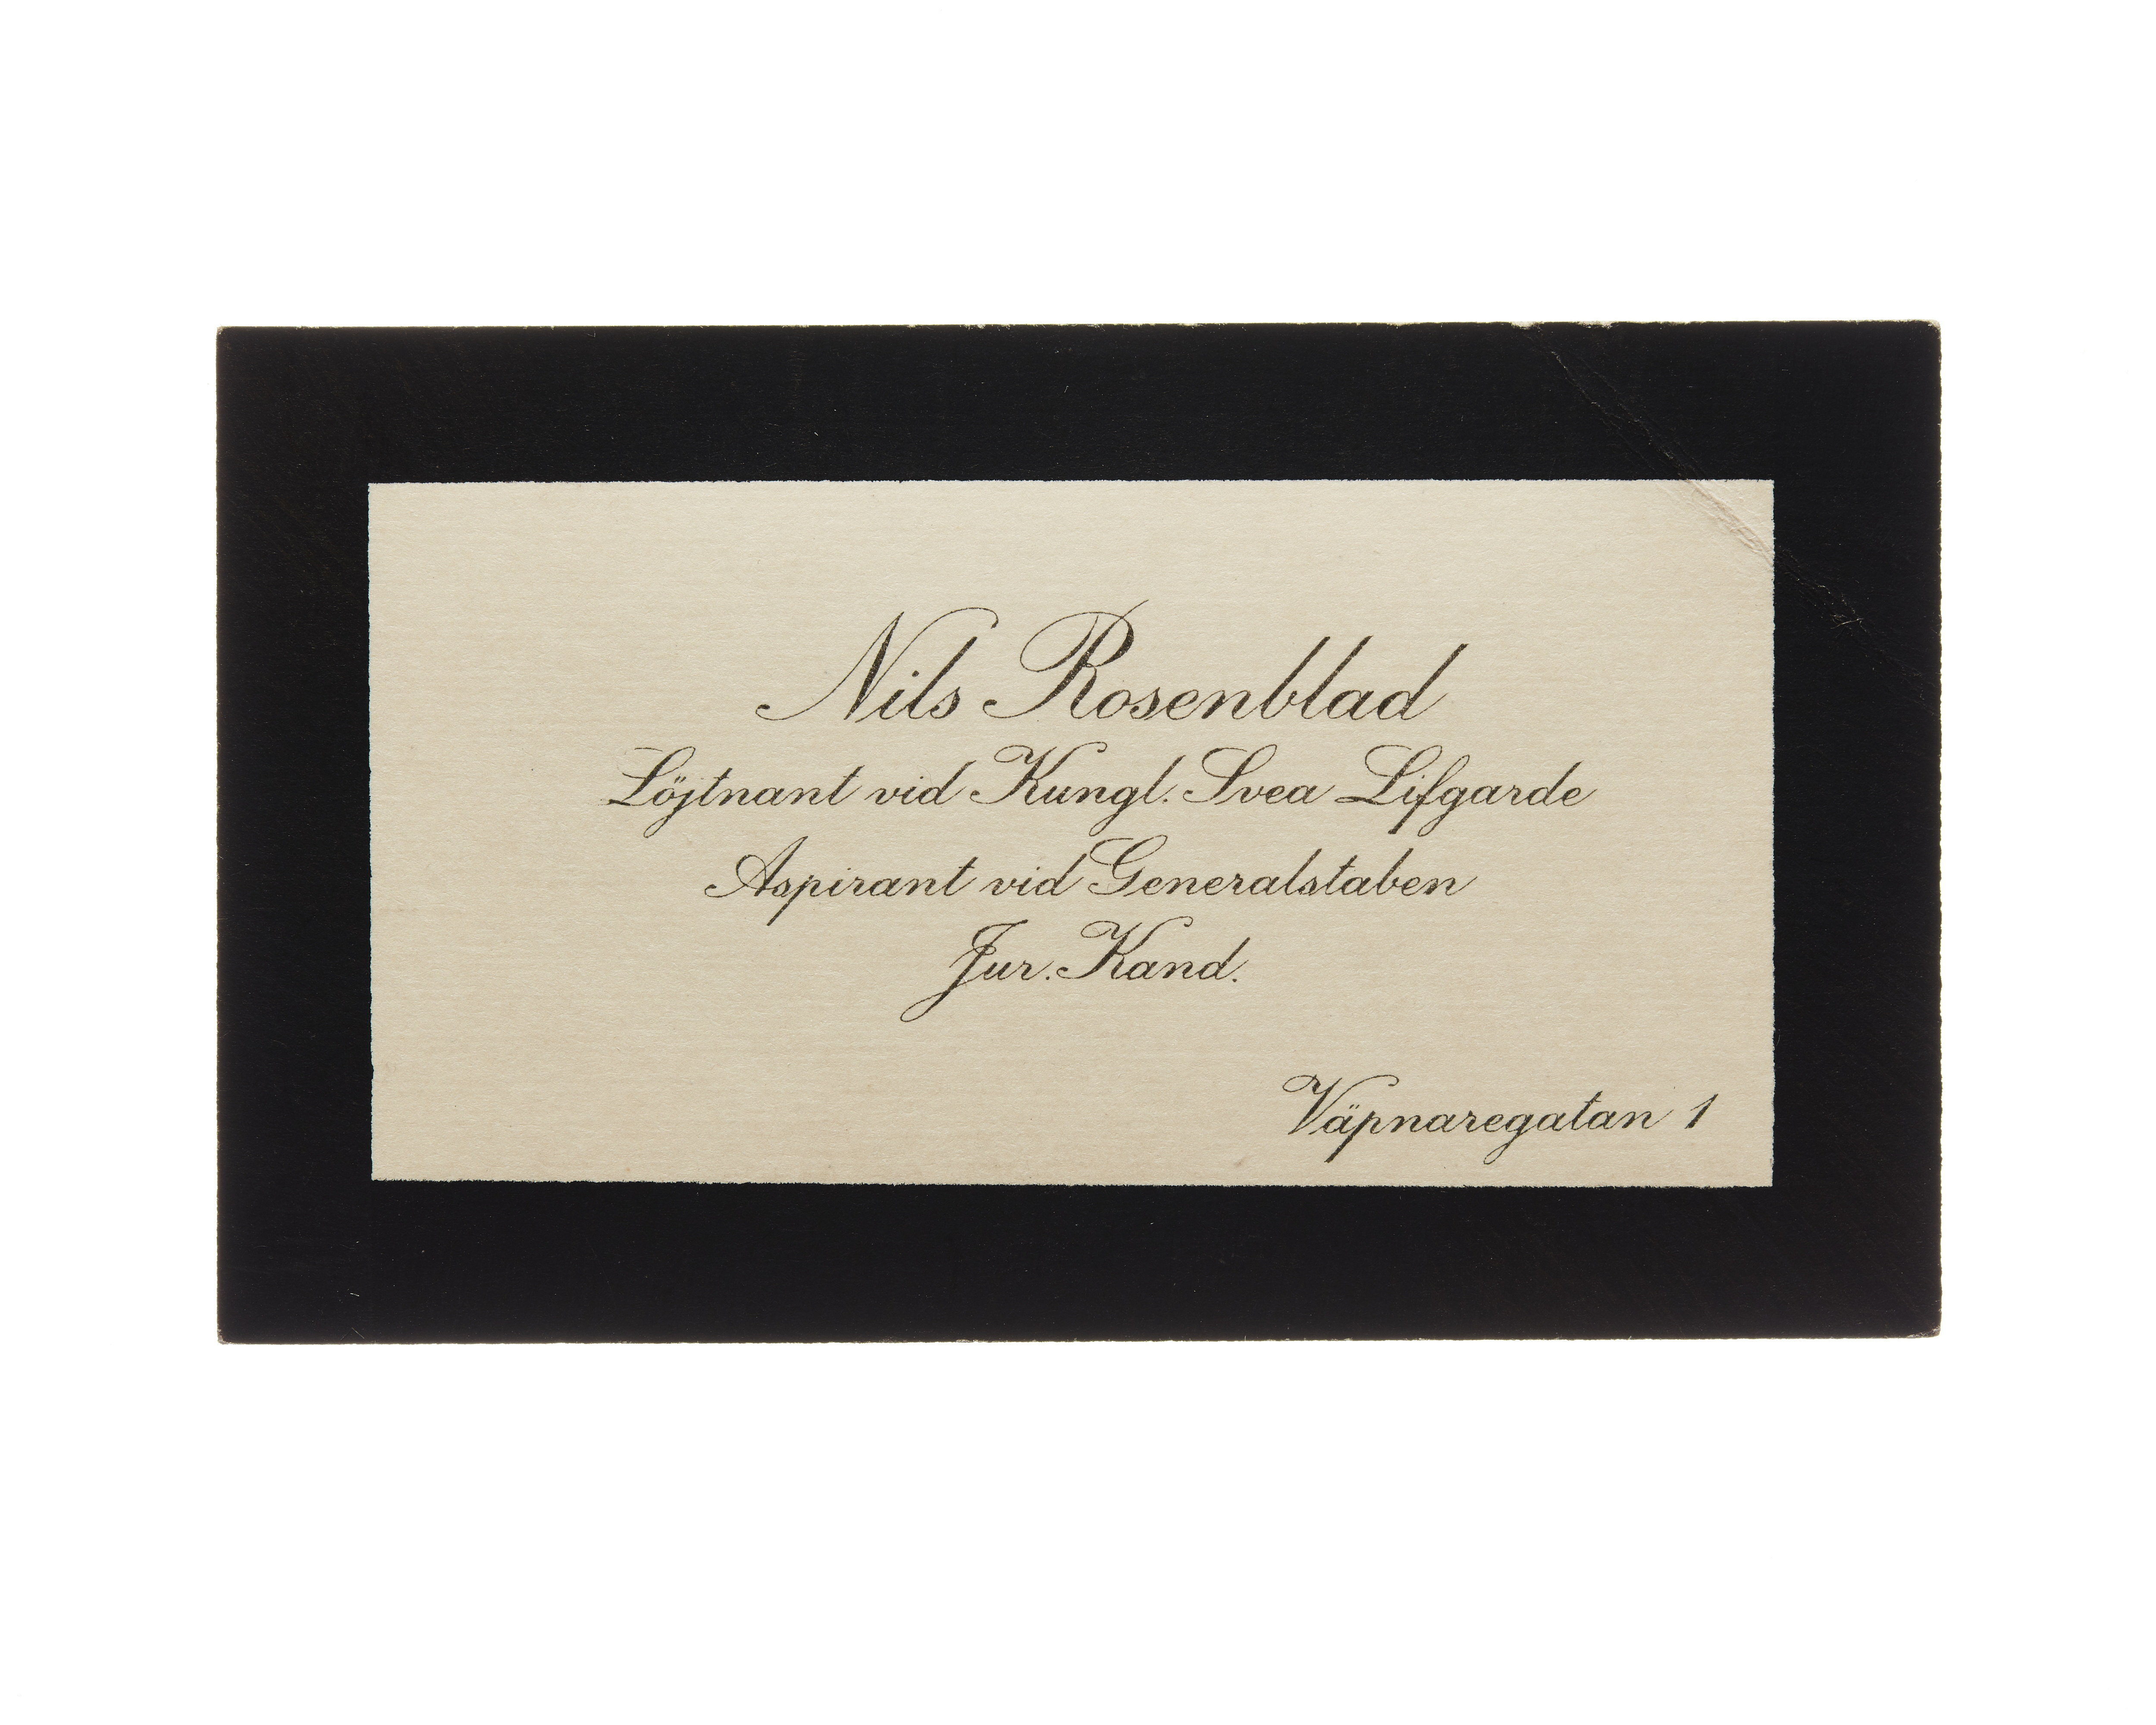 Nils Rosenblad
Löjtnant vid Kungl. Svea Lifgarde
Aspirant vid Generalstaben
Jur. Kand.
Väpnaregatan 1